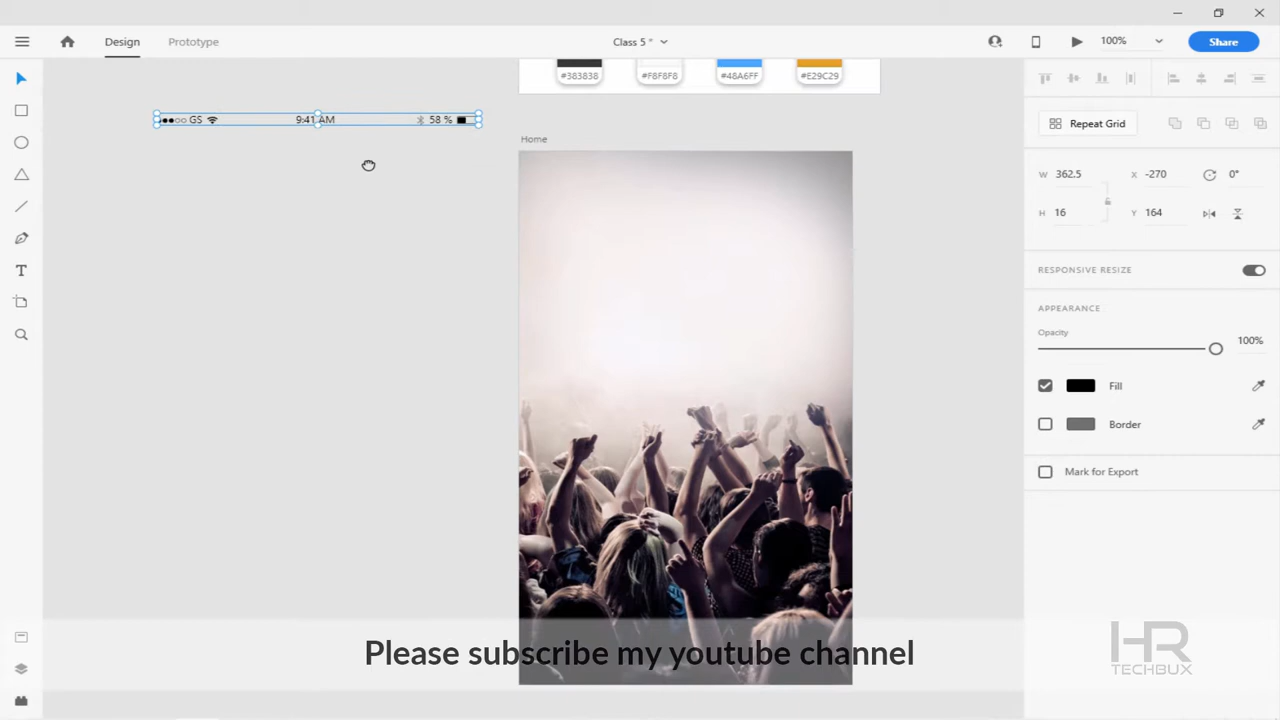 Design
Prototype
Class 5 *
100%
Share
#383838
#F8F8F8
#48A6FF
#E29C29
GS
9:41 AM
58 %
Home
Repeat Grid
W 362.5
X -270
0°
H 16
Y 164
RESPONSIVE RESIZE
APPEARANCE
Opacity
100%
Fill
Border
Mark for Export
Please subscribe my youtube channel
HR
TECHBUX
T